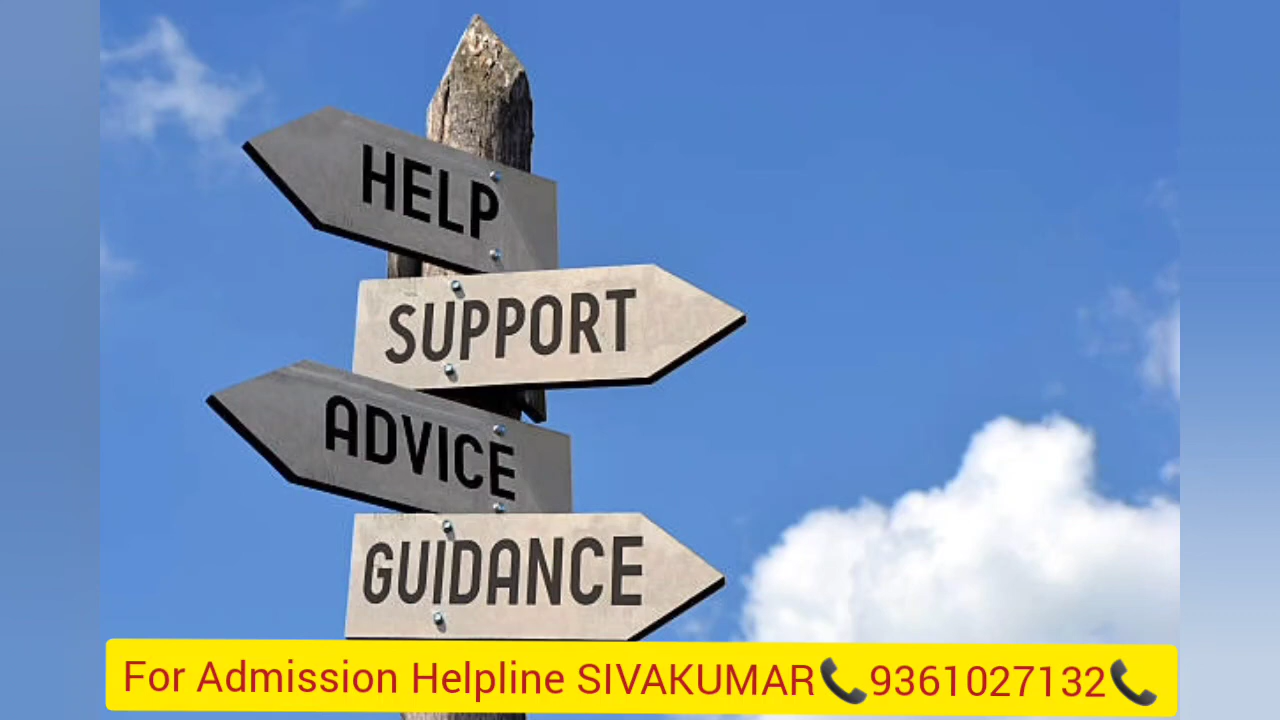 HELP
SUPPORT
ADVICE
GUIDANCE
For Admission Helpline SIVAKUMAR📞9361027132📞